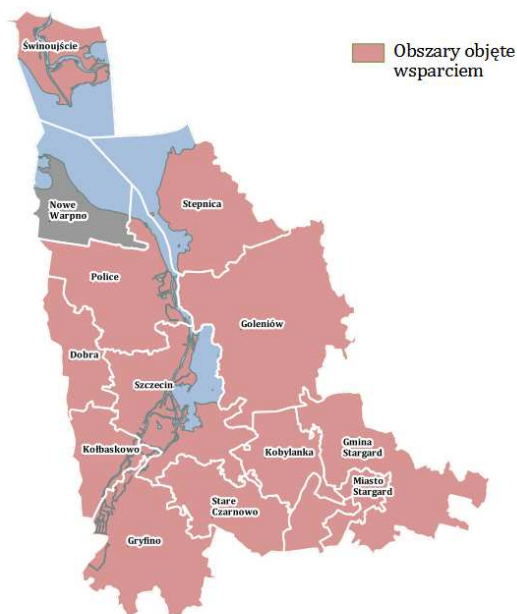 Świnoujście
Obszary objęte
wsparciem
Stepnica
Nowe
Warpno
Police
Goleniów
Dobra
Szczecin
Kołbaskowo
Kobylanka
Gmina
Stargard
Miasto
Stargard
Stare
Czarnowo
Gryfino